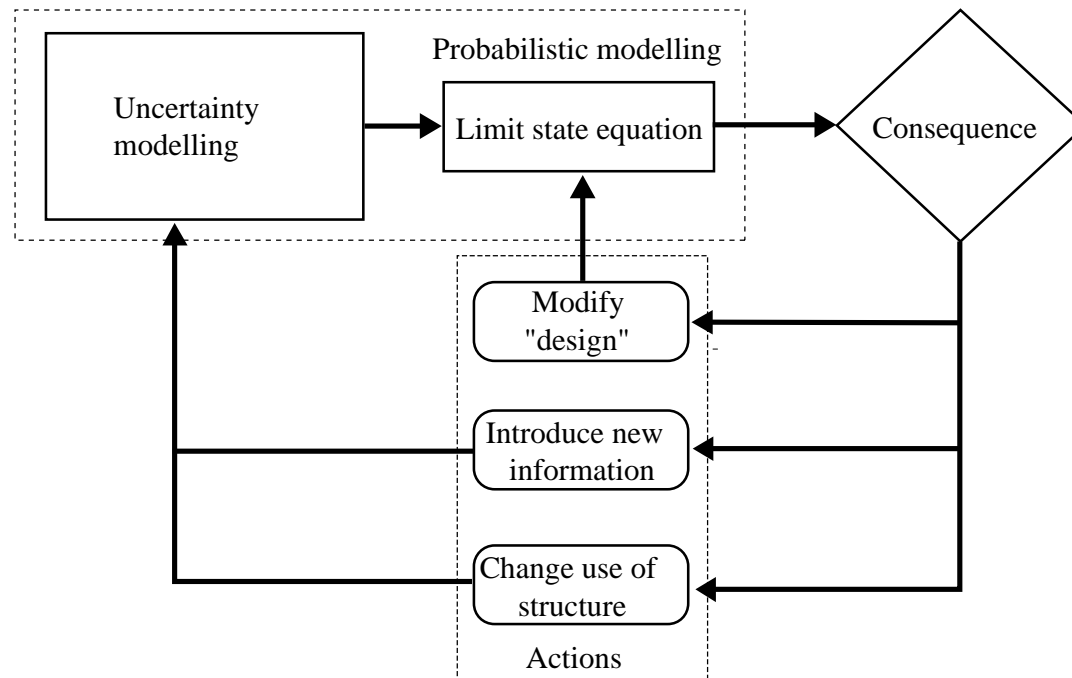 Probabilistic modelling
Uncertainty
modelling
Limit state equation
Consequence
Modify
"design"
Introduce new
information
Change use of
structure
Actions